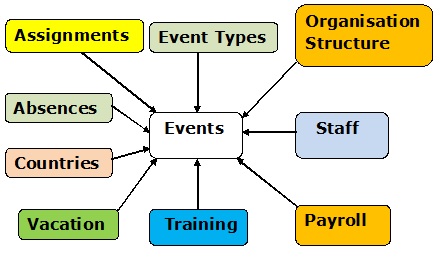 Assignments
Event Types
Organisation
Structure
Absences
Events
Staff
Countries
Vacation
Training
Payroll